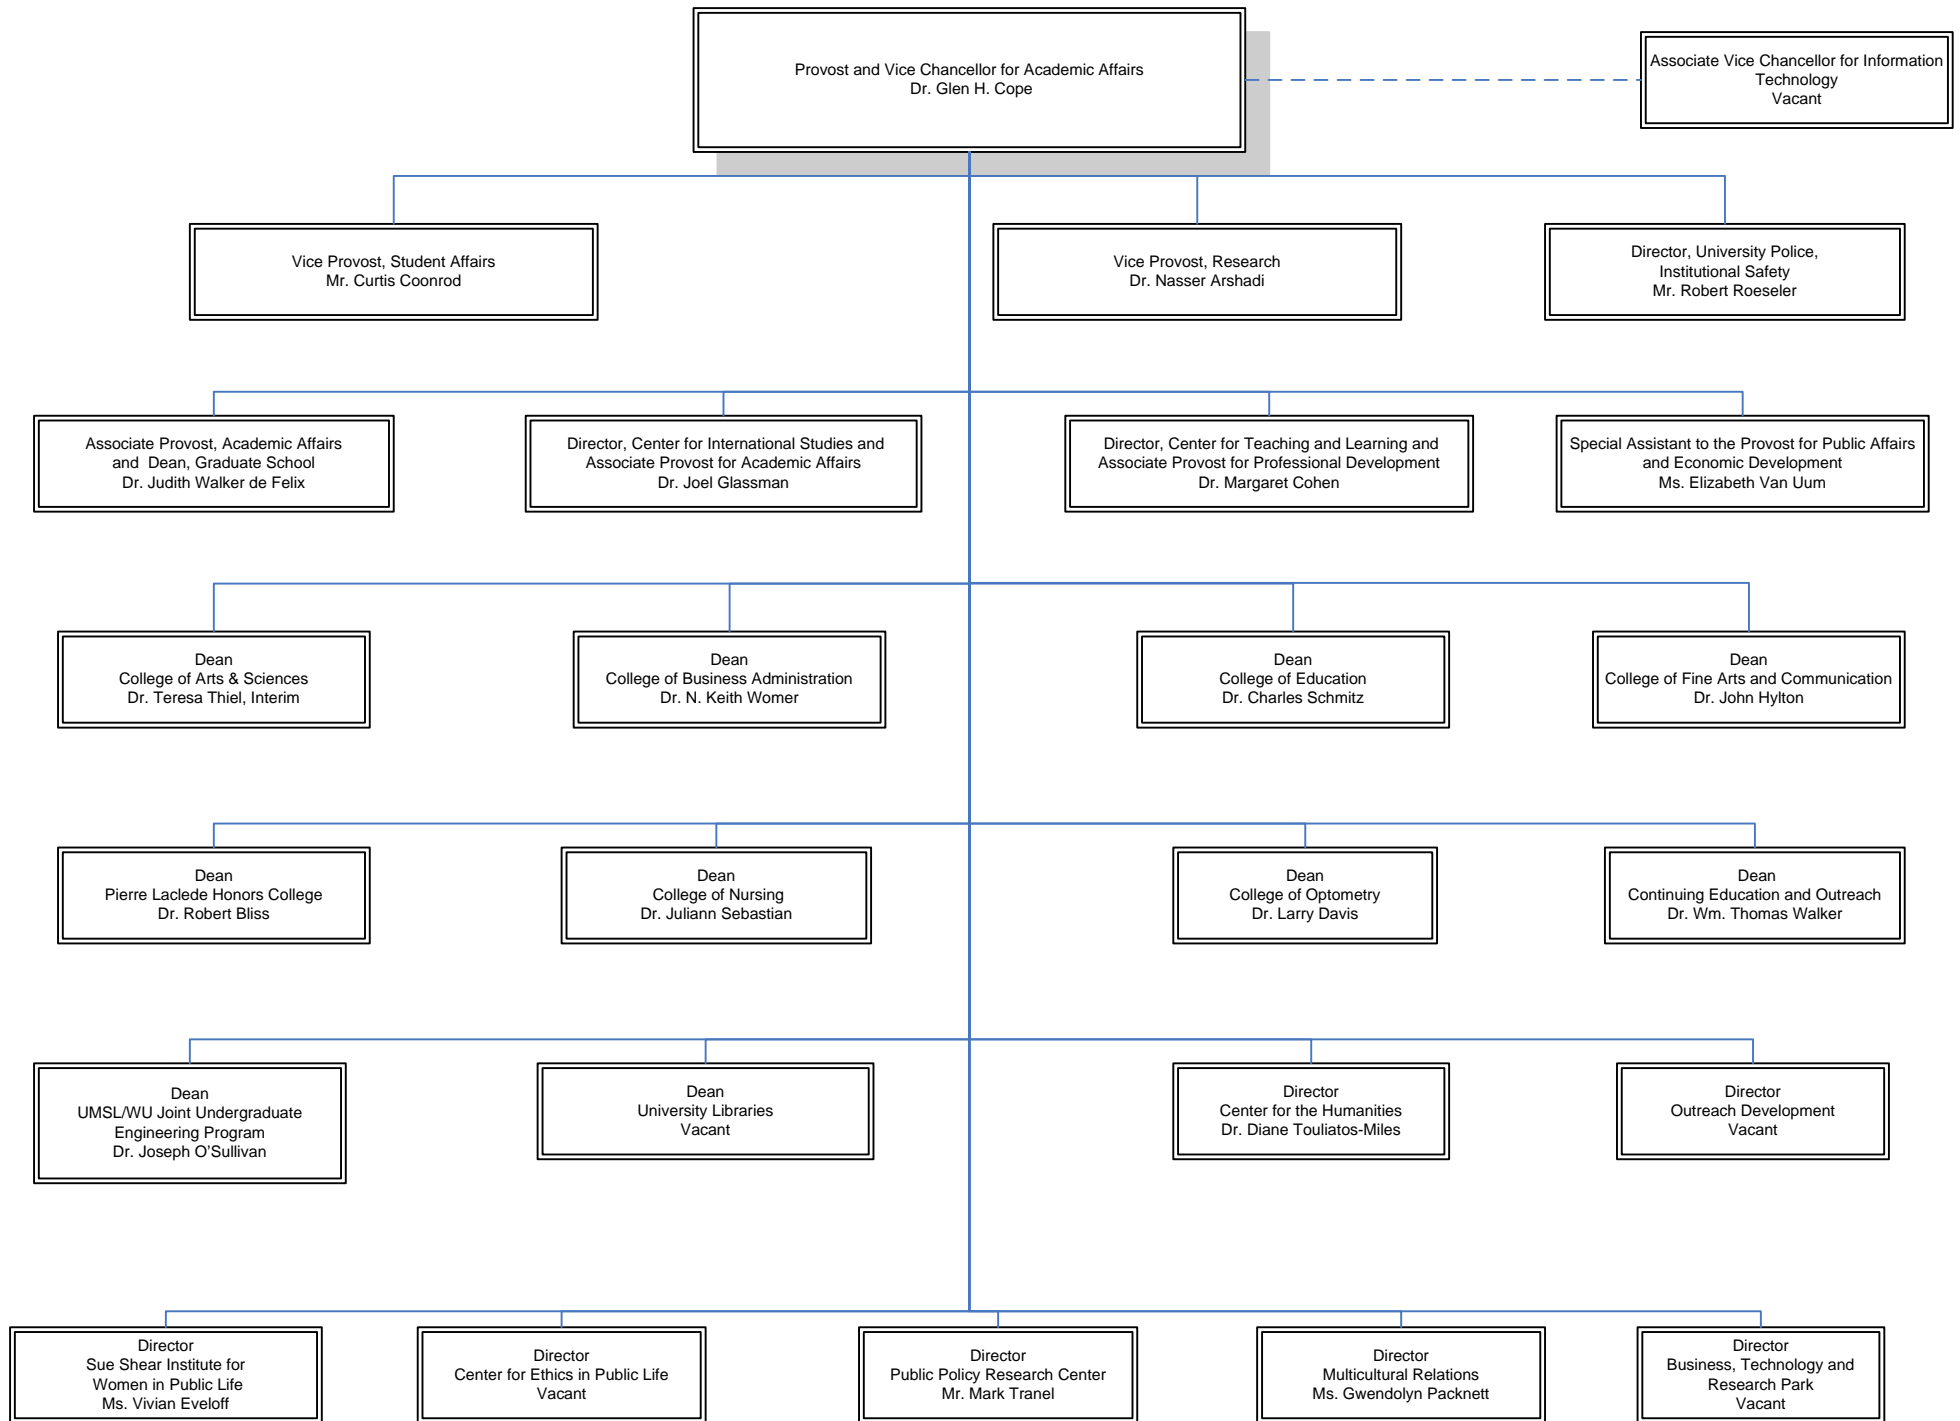 Provost and Vice Chancellor for Academic Affairs
Dr. Glen H. Cope
Associate Vice Chancellor for Information
Technology
Vacant
Vice Provost, Student Affairs
Mr. Curtis Coonrod
Vice Provost, Research
Dr. Nasser Arshadi
Director, University Police,
Institutional Safety
Mr. Robert Roeseler
Associate Provost, Academic Affairs
and Dean, Graduate School
Dr. Judith Walker de Felix
Director, Center for International Studies and
Associate Provost for Academic Affairs
Dr. Joel Glassman
Director, Center for Teaching and Learning and
Associate Provost for Professional Development
Dr. Margaret Cohen
Special Assistant to the Provost for Public Affairs
and Economic Development
Ms. Elizabeth Van Uum
Dean
College of Arts & Sciences
Dr. Teresa Thiel, Interim
Dean
College of Business Administration
Dr. N. Keith Womer
Dean
College of Education
Dr. Charles Schmitz
Dean
College of Fine Arts and Communication
Dr. John Hylton
Dean
Pierre Laclede Honors College
Dr. Robert Bliss
Dean
College of Nursing
Dr. Juliann Sebastian
Dean
College of Optometry
Dr. Larry Davis
Dean
Continuing Education and Outreach
Dr. Wm. Thomas Walker
Dean
UMSL/WU Joint Undergraduate
Engineering Program
Dr. Joseph O’Sullivan
Dean
University Libraries
Vacant
Director
Center for the Humanities
Dr. Diane Touliatos-Miles
Director
Outreach Development
Vacant
Director
Sue Shear Institute for
Women in Public Life
Ms. Vivian Eveloff
Director
Center for Ethics in Public Life
Vacant
Director
Public Policy Research Center
Mr. Mark Tranel
Director
Multicultural Relations
Ms. Gwendolyn Packnett
Director
Business, Technology and
Research Park
Vacant